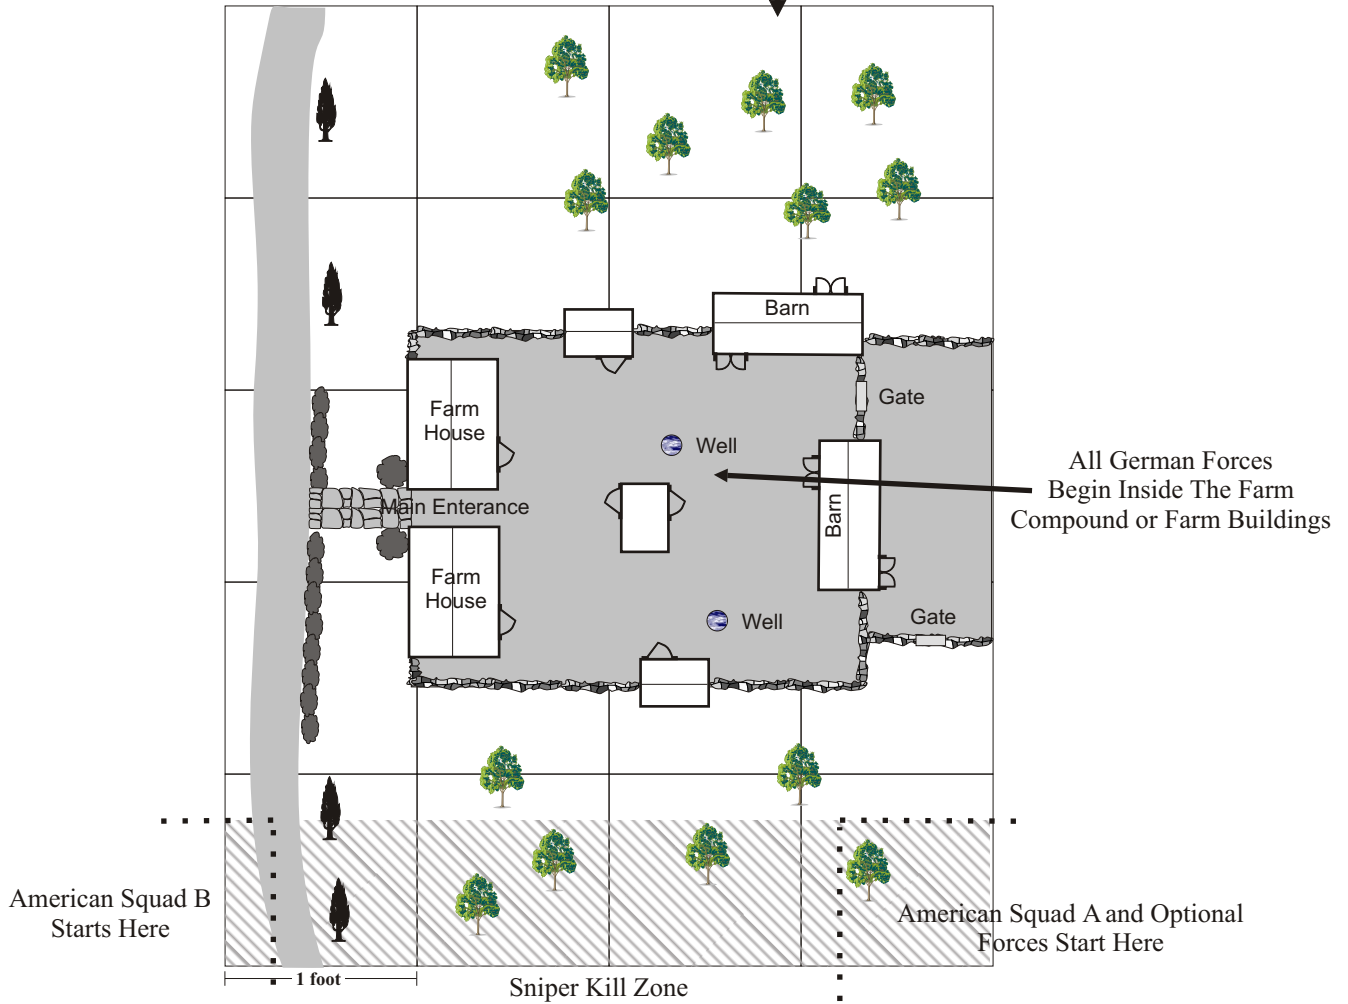 Barn
Gate
Farm
House
Well
All German Forces
Begin Inside The Farm
Compound or Farm Buildings
Main Enterance
Barn
Farm
House
Well
Gate
American Squad B
Starts Here
American Squad A and Optional
Forces Start Here
1 foot
Sniper Kill Zone